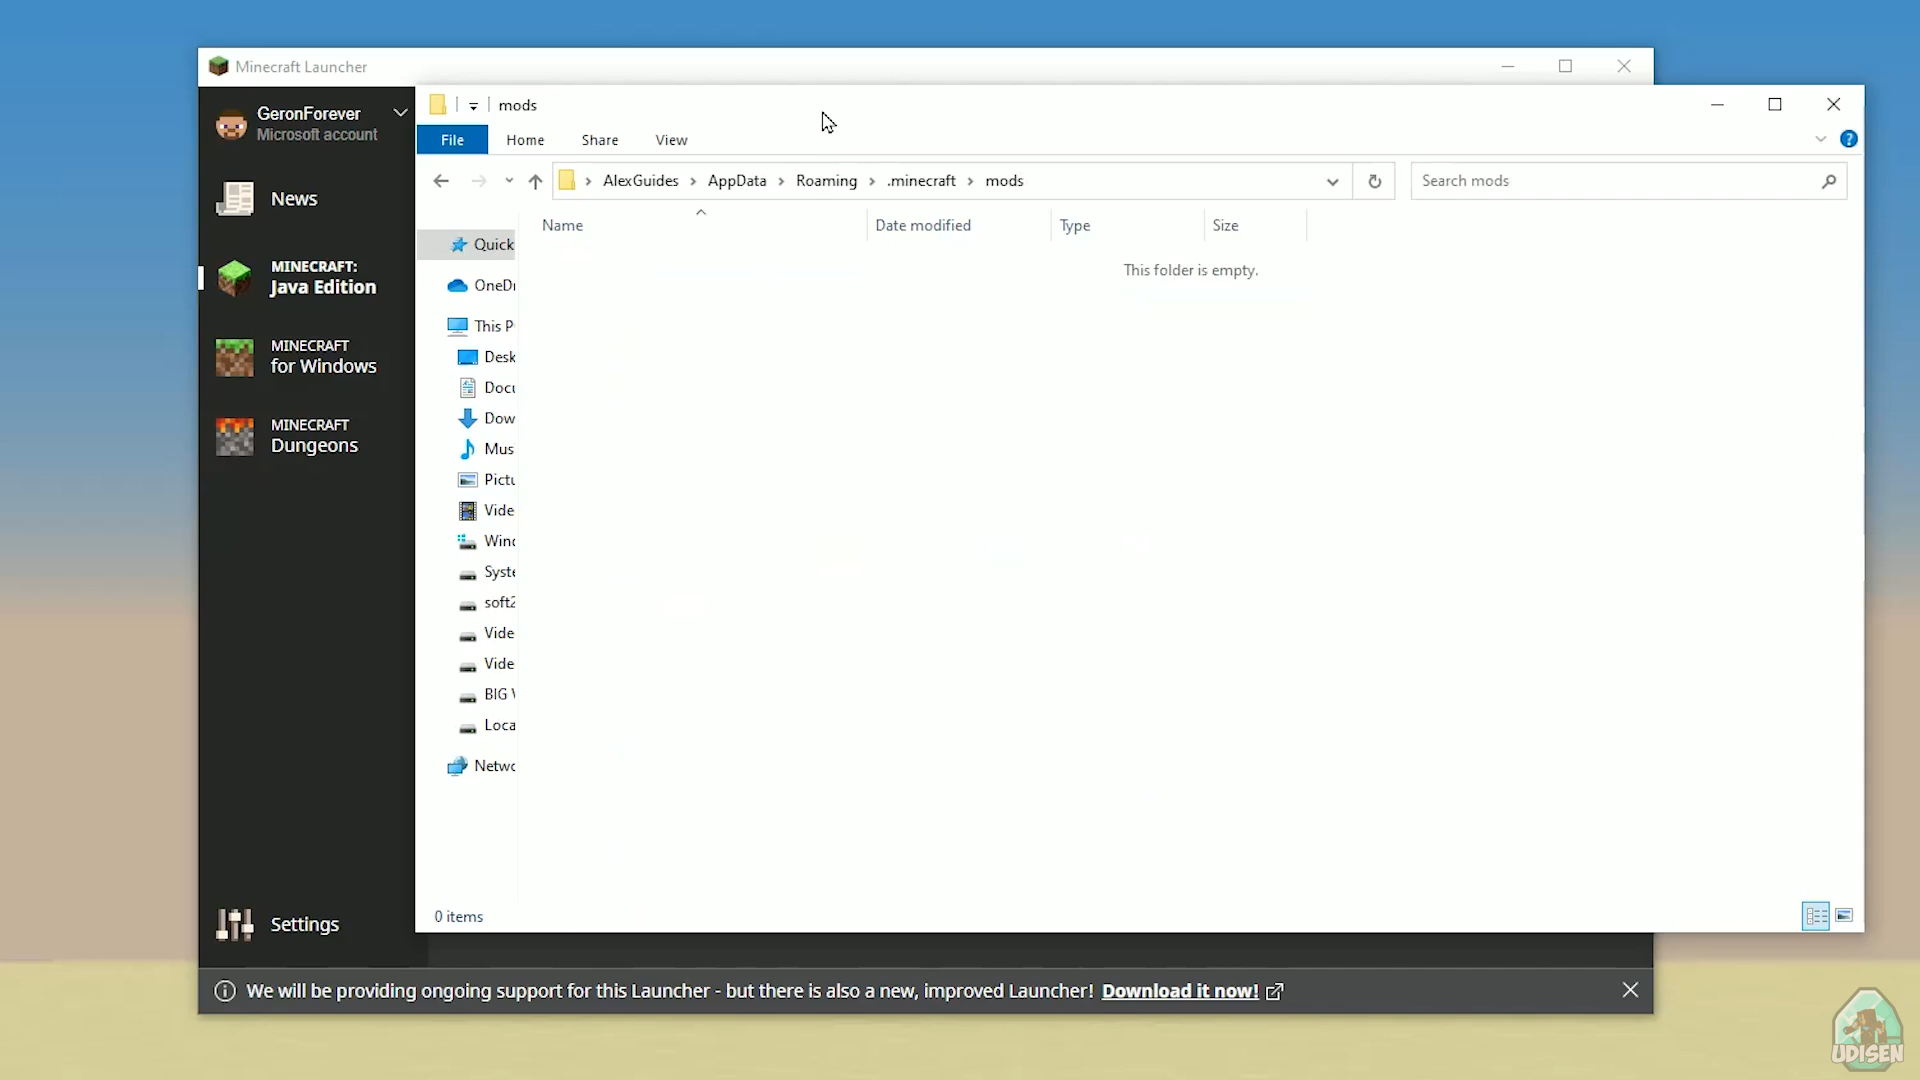 Minecraft Launcher
GeronForever
Microsoft account
News
MINECRAFT:
Java Edition
MINECRAFT
for Windows
MINECRAFT
Dungeons
Settings
mods
File Home Share View
AlexGuides AppData Roaming .minecraft mods
Search mods
Name Date modified Type Size
This folder is empty.
Quick
OneDr
This P
Desk
Docu
Dow
Mus
Pictu
Vide
Wind
Syste
soft2
Vide
Vide
BIG
Loca
Netwo
0 items
We will be providing ongoing support for this Launcher - but there is also a new, improved Launcher! Download it now!
UDISEN